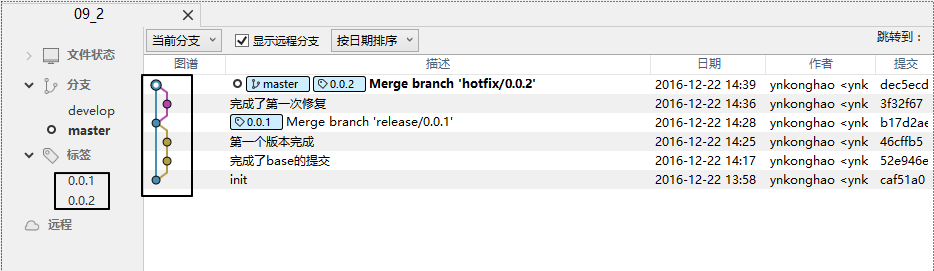 09_2
当前分支 显示远程分支 按日期排序 跳转到：
文件状态
分支
develop
master
标签
0.0.1
0.0.2
远程
图谱 描述 日期 作者 提交
master 0.0.2 Merge branch 'hotfix/0.0.2' 2016-12-22 14:39 ynkonghao <ynk dec5ecd
完成了第一次修复 2016-12-22 14:36 ynkonghao <ynk 3f32f67
0.0.1 Merge branch 'release/0.0.1' 2016-12-22 14:28 ynkonghao <ynk b17d2ae
第一个版本完成 2016-12-22 14:25 ynkonghao <ynk 46cffb5
完成了base的提交 2016-12-22 14:17 ynkonghao <ynk 52e946e
init 2016-12-22 13:58 ynkonghao <ynk caf51a0